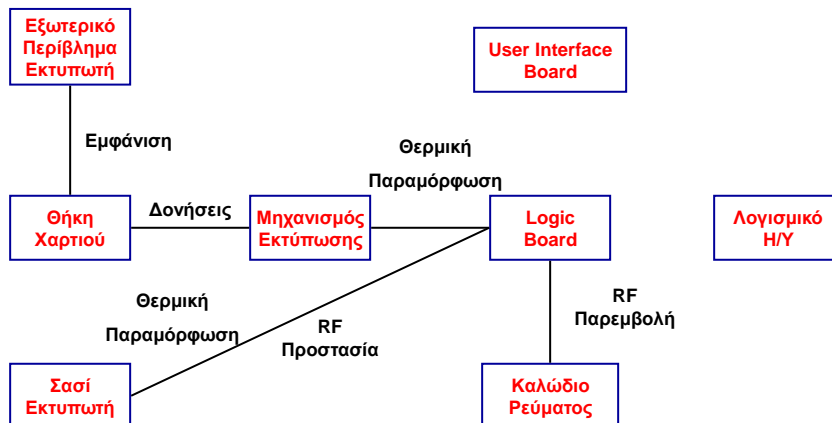 Εξωτερικό
Περίβλημα
Εκτυπωτή
User Interface
Board
Εμφάνιση
Θερμική
Παραμόρφωση
Θήκη
Χαρτιού
Δονήσεις
Μηχανισμός
Εκτύπωσης
Logic
Board
Λογισμικό
Η/Υ
Θερμική
Παραμόρφωση
RF
Προστασία
RF
Παρεμβολή
Σασί
Εκτυπωτή
Καλώδιο
Ρεύματος